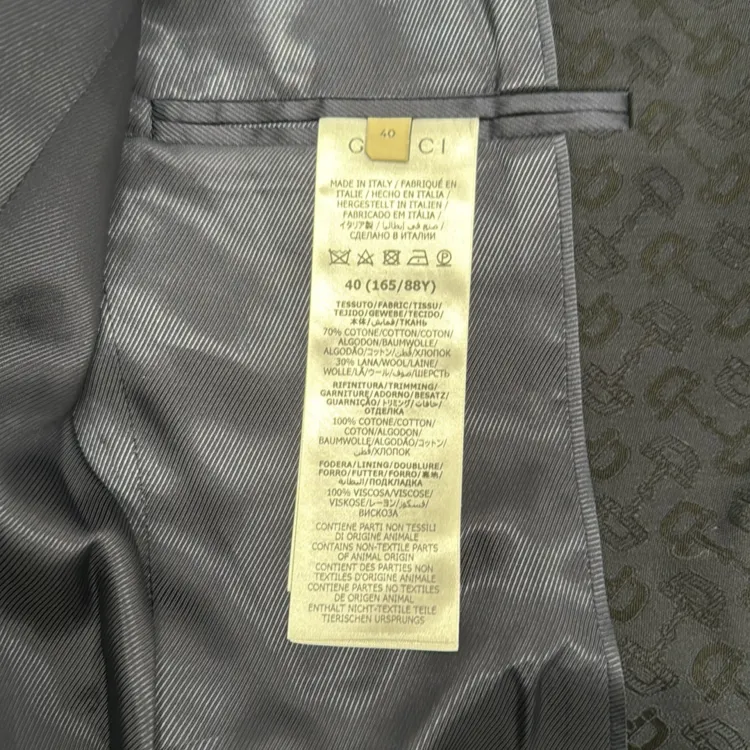 40
G CCI
MADE IN ITALY / FABRIQUÉ EN
ITALIE / HECHO EN ITALIA /
HERGESTELLT IN ITALIEN /
FABRICADO EM ITÁLIA /
イタリア製 / صنع في إيطاليا /
СДЕЛАНО В ИТАЛИИ
P
40 (165/88Y)
TESSUTO/FABRIC/TISSU/
TEJIDO/GEWEBE/TECIDO/
本体/قماش/ТКАНЬ
70% COTONE/COTTON/COTON/
ALGODON/BAUMWOLLE/
ALGODÃO/コットン/قطن/ХЛОПОК
30% LANA/WOOL/LAINE/
WOLLE/LÃ/ウール/صوف/ШЕРСТЬ
RIFINITURA/TRIMMING/
GARNITURE/ADORNO/BESATZ/
GUARNIÇÃO/トリミング/حافات/
ОТДЕЛКА
100% COTONE/COTTON/
COTON/ALGODON/
BAUMWOLLE/ALGODÃO/コットン/
قطن/ХЛОПОК
FODERA/LINING/DOUBLURE/
FORRO/FUTTER/FORRO/裏地/
البطانة/ПОДКЛАДКА
100% VISCOSA/VISCOSE/
VISKOSE/レーヨン/فسكوز/
ВИСКОЗА
CONTIENE PARTI NON TESSILI
DI ORIGINE ANIMALE
CONTAINS NON-TEXTILE PARTS
OF ANIMAL ORIGIN
CONTIENT DES PARTIES NON
TEXTILES D'ORIGINE ANIMALE
CONTIENE PARTES NO TEXTILES
DE ORIGEN ANIMAL
ENTHÄLT NICHT-TEXTILE TEILE
TIERISCHEN URSPRUNGS